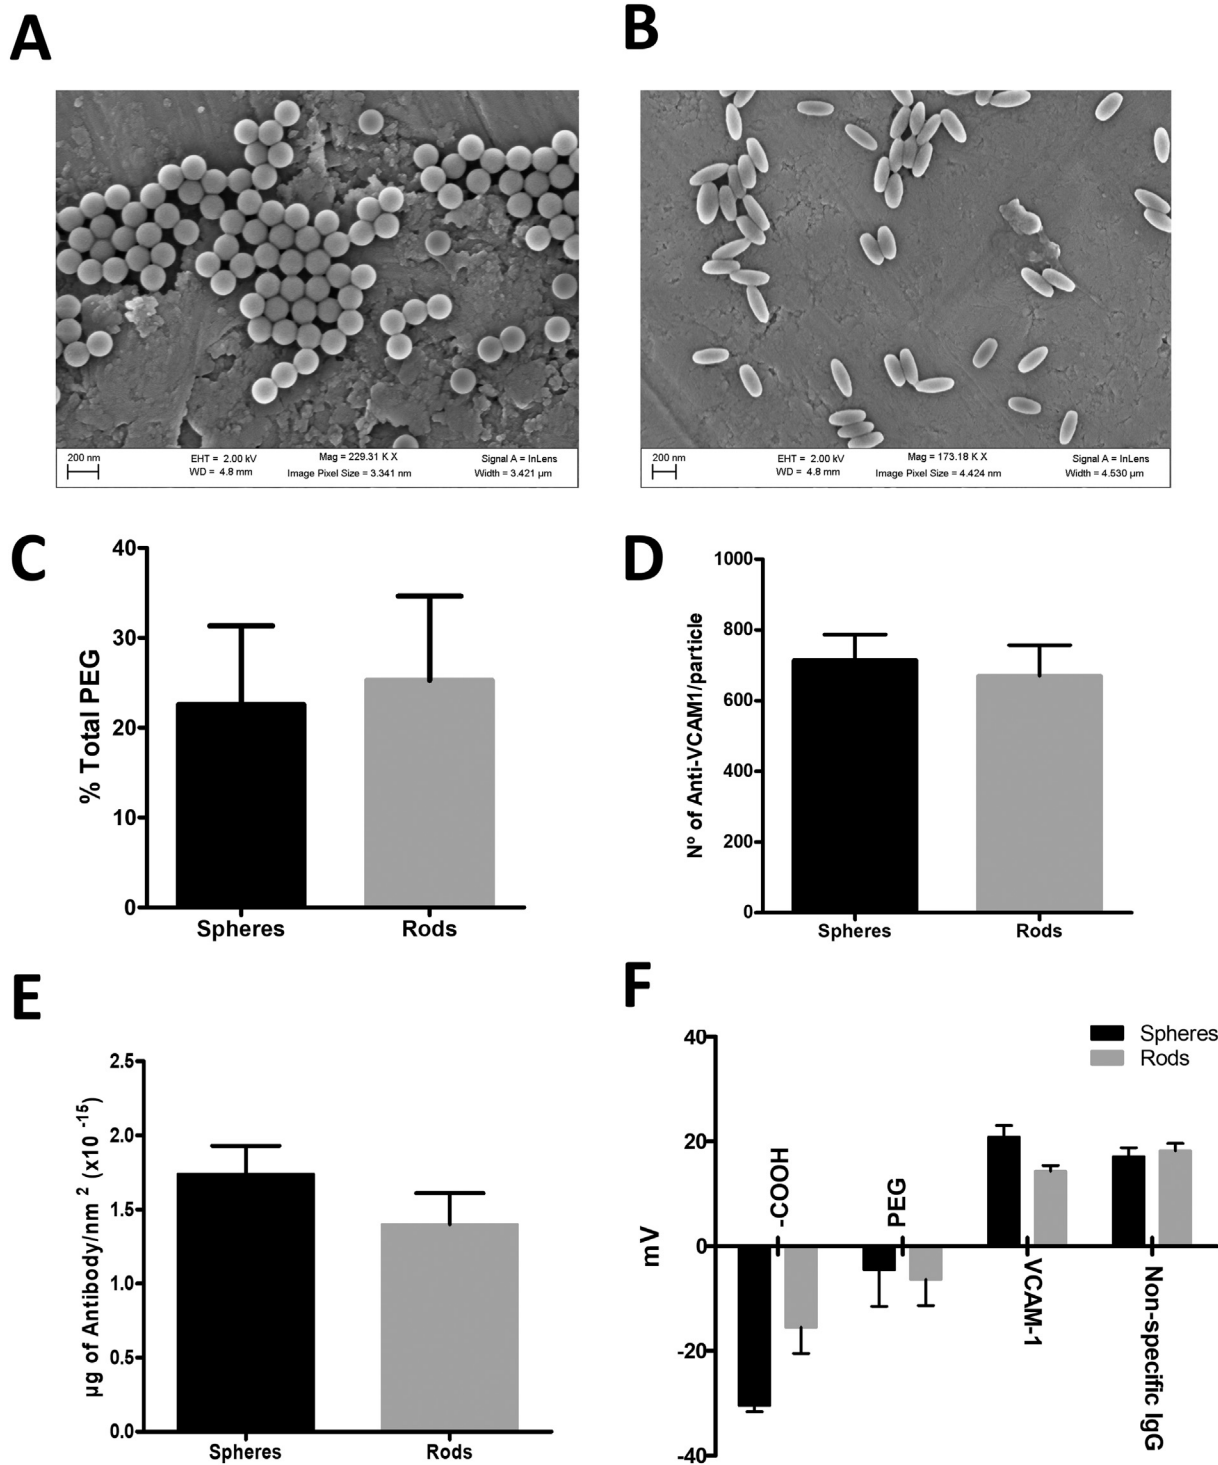 A
B
200 nm
EHT = 2.00 kV
WD = 4.8 mm
Mag = 229.31 K X
Image Pixel Size = 3.341 nm
Signal A = InLens
Width = 3.421 µm
200 nm
EHT = 2.00 kV
WD = 4.8 mm
Mag = 173.18 K X
Image Pixel Size = 4.424 nm
Signal A = InLens
Width = 4.530 µm
C
% Total PEG
40
30
20
10
0
Spheres
Rods
D
Nº of Anti-VCAM1/particle
1000
800
600
400
200
0
Spheres
Rods
E
µg of Antibody/nm ² (x10 ⁻¹⁵)
2.5
2.0
1.5
1.0
0.5
0.0
Spheres
Rods
F
mV
40
20
0
-20
-40
Spheres
Rods
-COOH
PEG
VCAM-1
Non-specific IgG